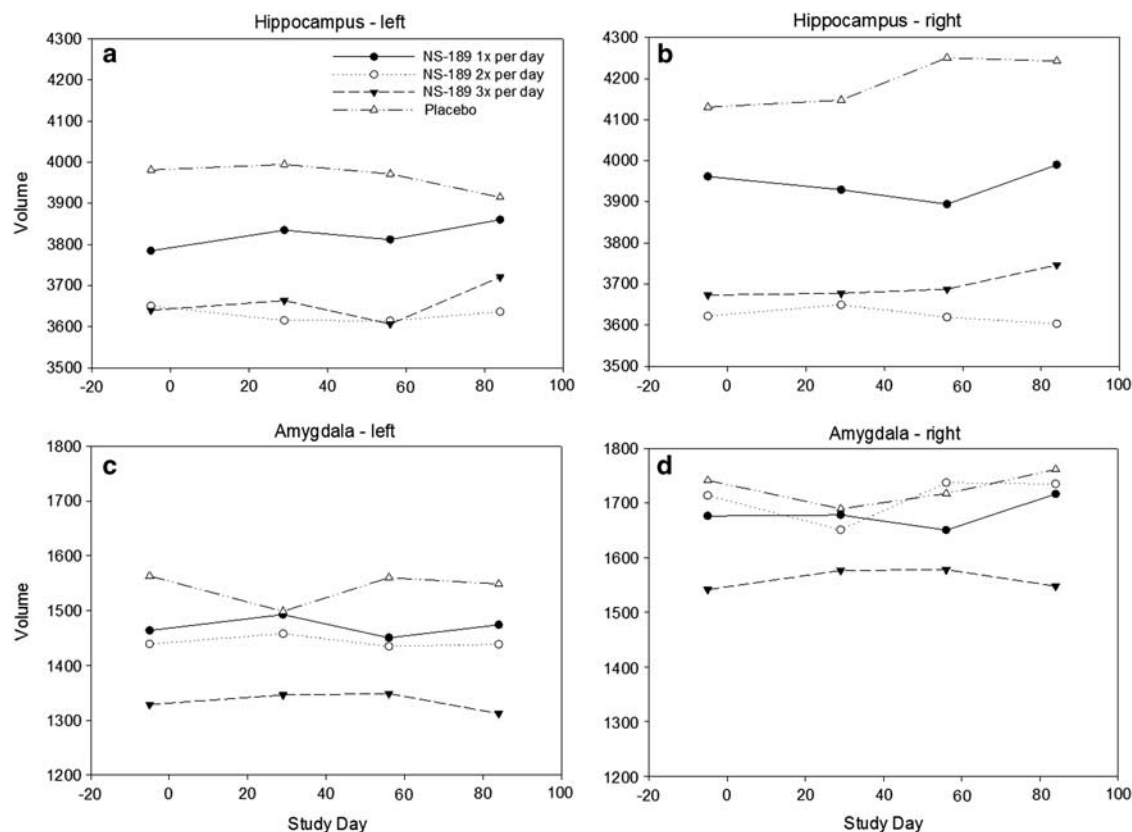 Hippocampus - left
a
NS-189 1x per day
NS-189 2x per day
NS-189 3x per day
Placebo
4300
4200
4100
4000
3900
3800
3700
3600
3500
Volume
-20 0 20 40 60 80 100
Hippocampus - right
b
4300
4200
4100
4000
3900
3800
3700
3600
3500
-20 0 20 40 60 80 100
Amygdala - left
c
1800
1700
1600
1500
1400
1300
1200
Volume
-20 0 20 40 60 80 100
Study Day
Amygdala - right
d
1800
1700
1600
1500
1400
1300
1200
-20 0 20 40 60 80 100
Study Day